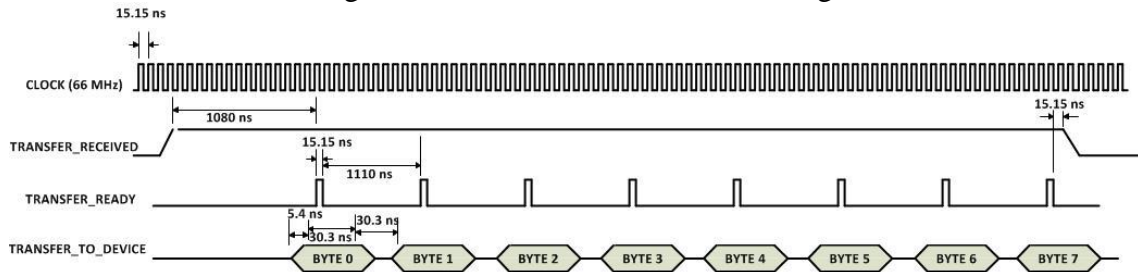 15.15 ns
CLOCK (66 MHz)
1080 ns
15.15 ns
TRANSFER_RECEIVED
15.15 ns
1110 ns
TRANSFER_READY
5.4 ns
30.3 ns
30.3 ns
TRANSFER_TO_DEVICE
BYTE 0
BYTE 1
BYTE 2
BYTE 3
BYTE 4
BYTE 5
BYTE 6
BYTE 7